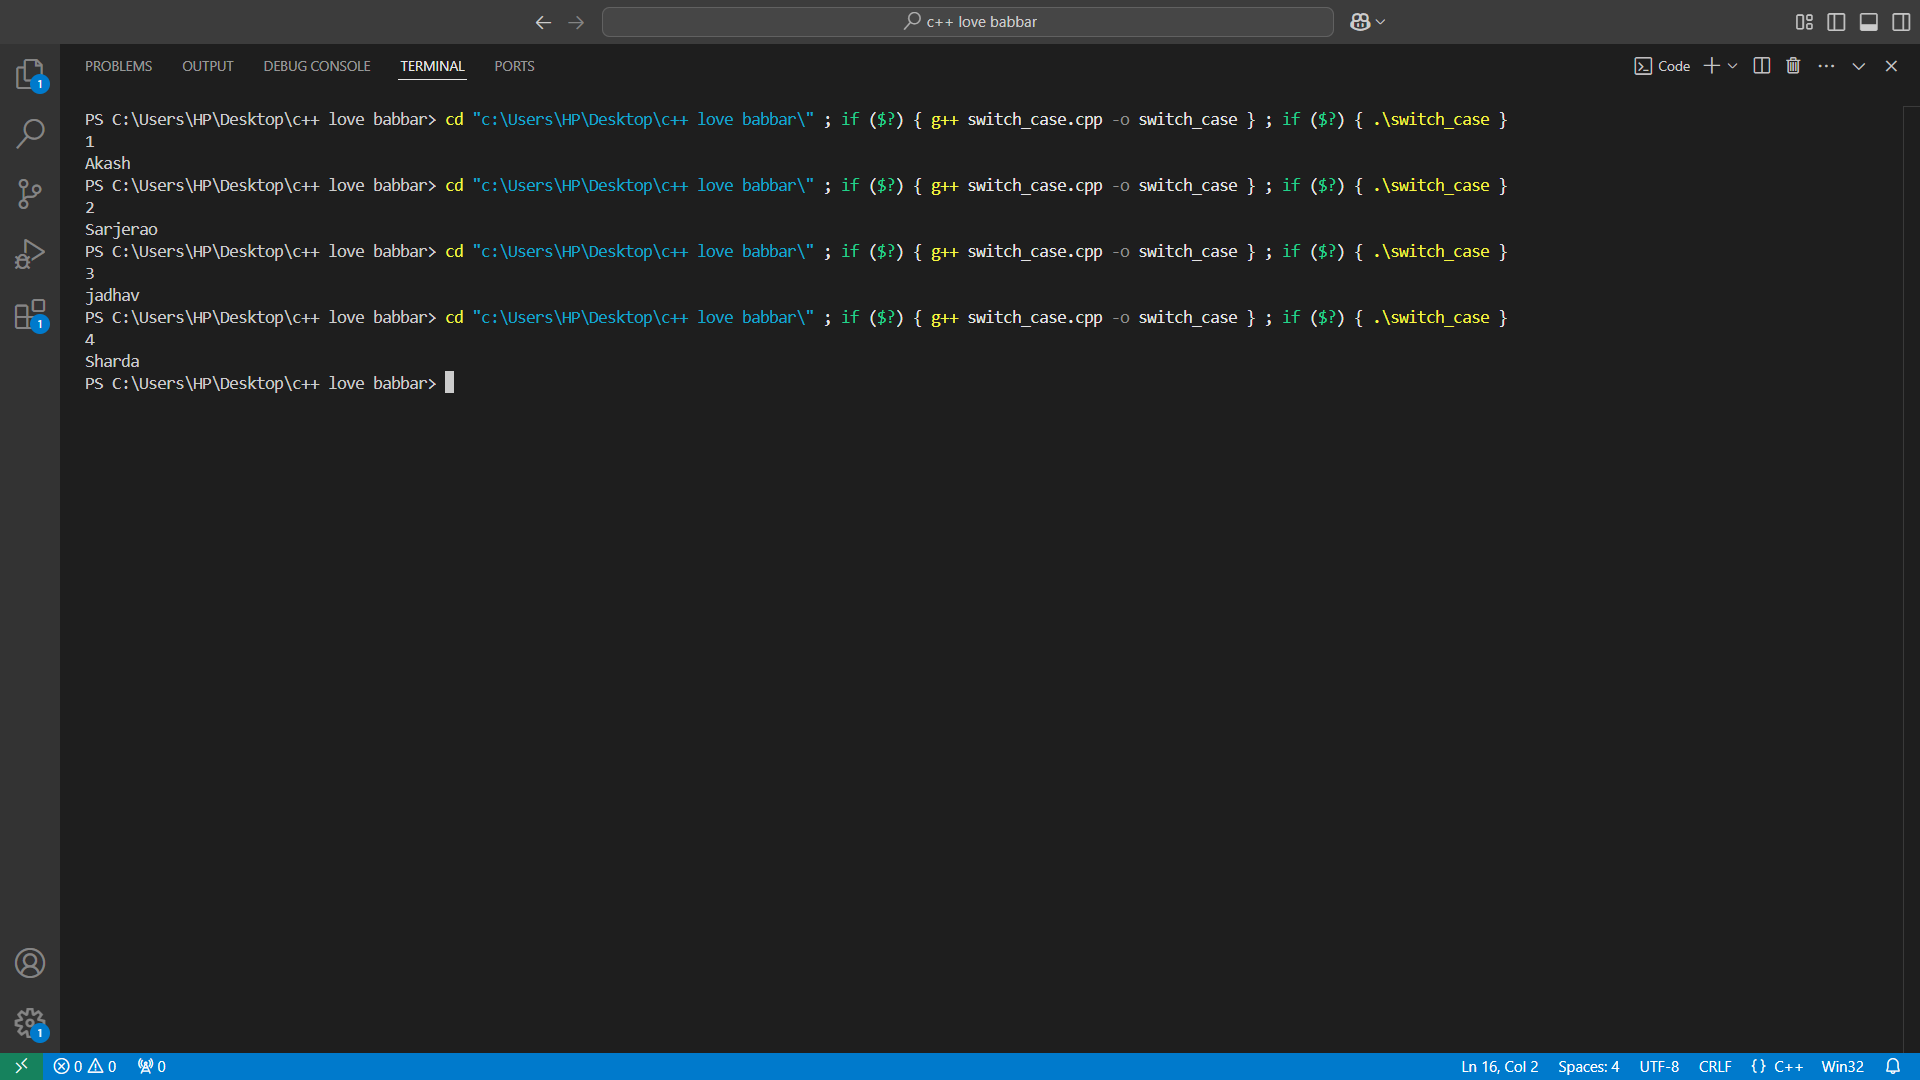 c++ love babbar
PROBLEMS OUTPUT DEBUG CONSOLE TERMINAL PORTS
Code
1
PS C:\Users\HP\Desktop\c++ love babbar> cd "c:\Users\HP\Desktop\c++ love babbar\" ; if ($?) { g++ switch_case.cpp -o switch_case } ; if ($?) { .\switch_case }
1
Akash
PS C:\Users\HP\Desktop\c++ love babbar> cd "c:\Users\HP\Desktop\c++ love babbar\" ; if ($?) { g++ switch_case.cpp -o switch_case } ; if ($?) { .\switch_case }
2
Sarjerao
PS C:\Users\HP\Desktop\c++ love babbar> cd "c:\Users\HP\Desktop\c++ love babbar\" ; if ($?) { g++ switch_case.cpp -o switch_case } ; if ($?) { .\switch_case }
3
jadhav
PS C:\Users\HP\Desktop\c++ love babbar> cd "c:\Users\HP\Desktop\c++ love babbar\" ; if ($?) { g++ switch_case.cpp -o switch_case } ; if ($?) { .\switch_case }
1
4
Sharda
PS C:\Users\HP\Desktop\c++ love babbar>
1
0 0 0 Ln 16, Col 2 Spaces: 4 UTF-8 CRLF {} C++ Win32